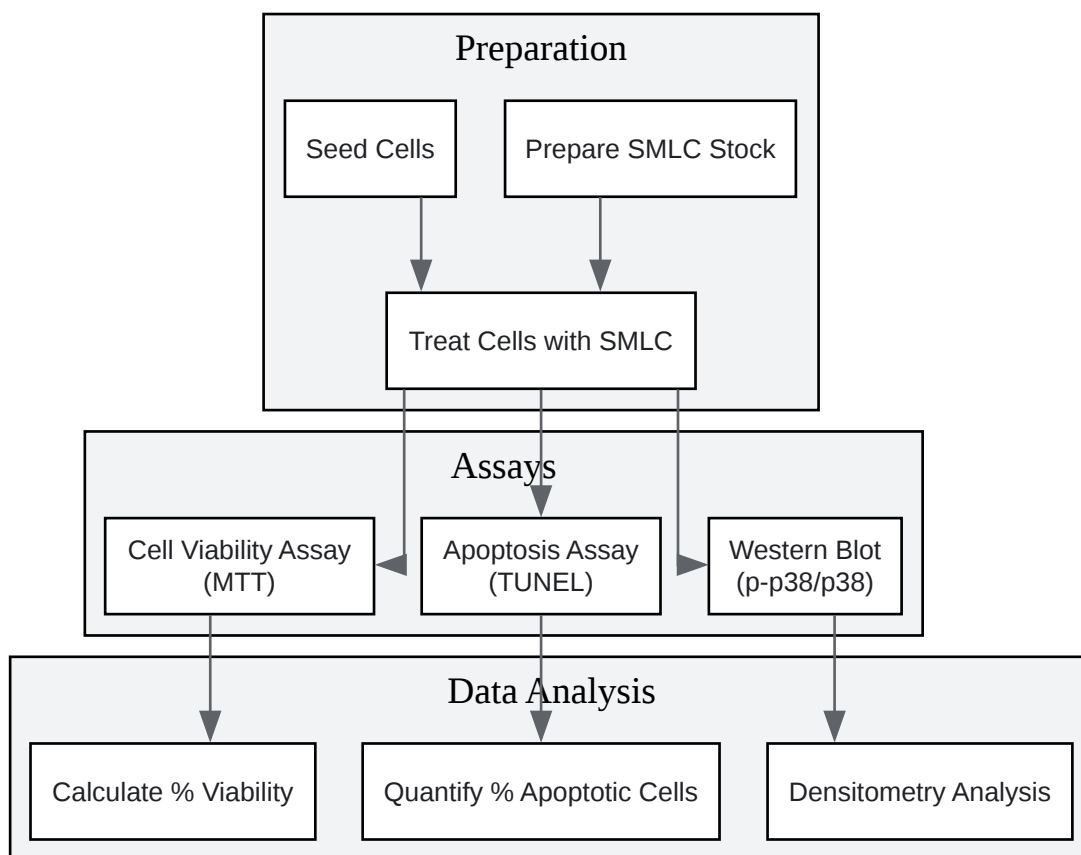 Preparation
Seed Cells
Prepare SMLC Stock
Treat Cells with SMLC
Assays
Cell Viability Assay
(MTT)
Apoptosis Assay
(TUNEL)
Western Blot
(p-p38/p38)
Data Analysis
Calculate % Viability
Quantify % Apoptotic Cells
Densitometry Analysis